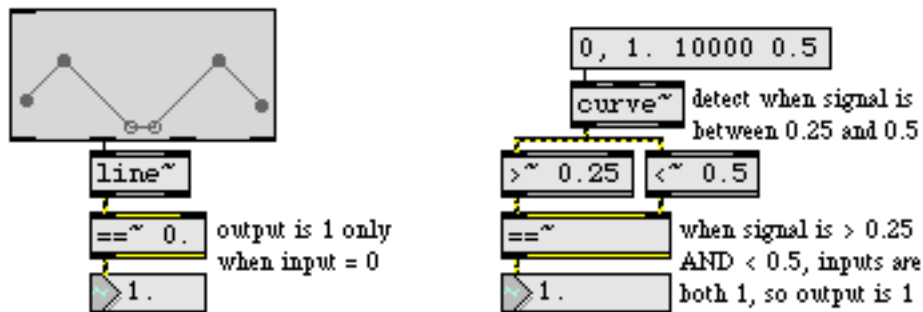 line~
==~ 0.
output is 1 only
when input = 0
1.
0, 1. 10000 0.5
curve~
detect when signal is
between 0.25 and 0.5
>~ 0.25
<~ 0.5
==~
when signal is > 0.25
AND < 0.5, inputs are
both 1, so output is 1
~
1.